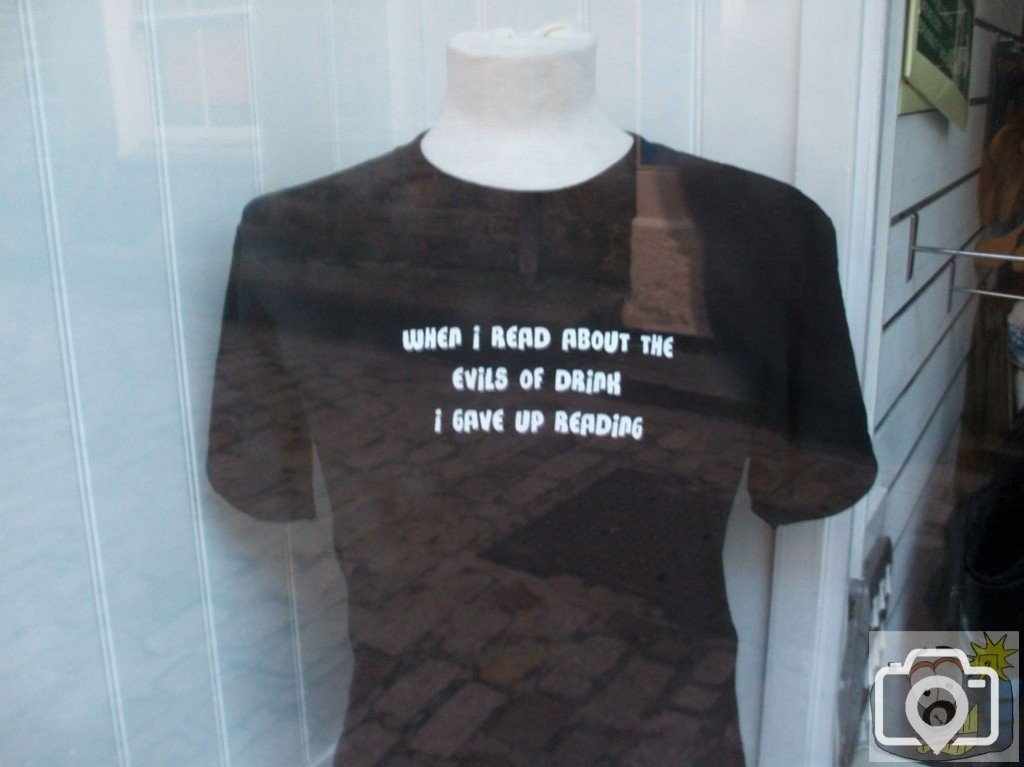 WHEN i READ ABOUT THE
EViLS OF DRiNK
i GAVE UP READiNG